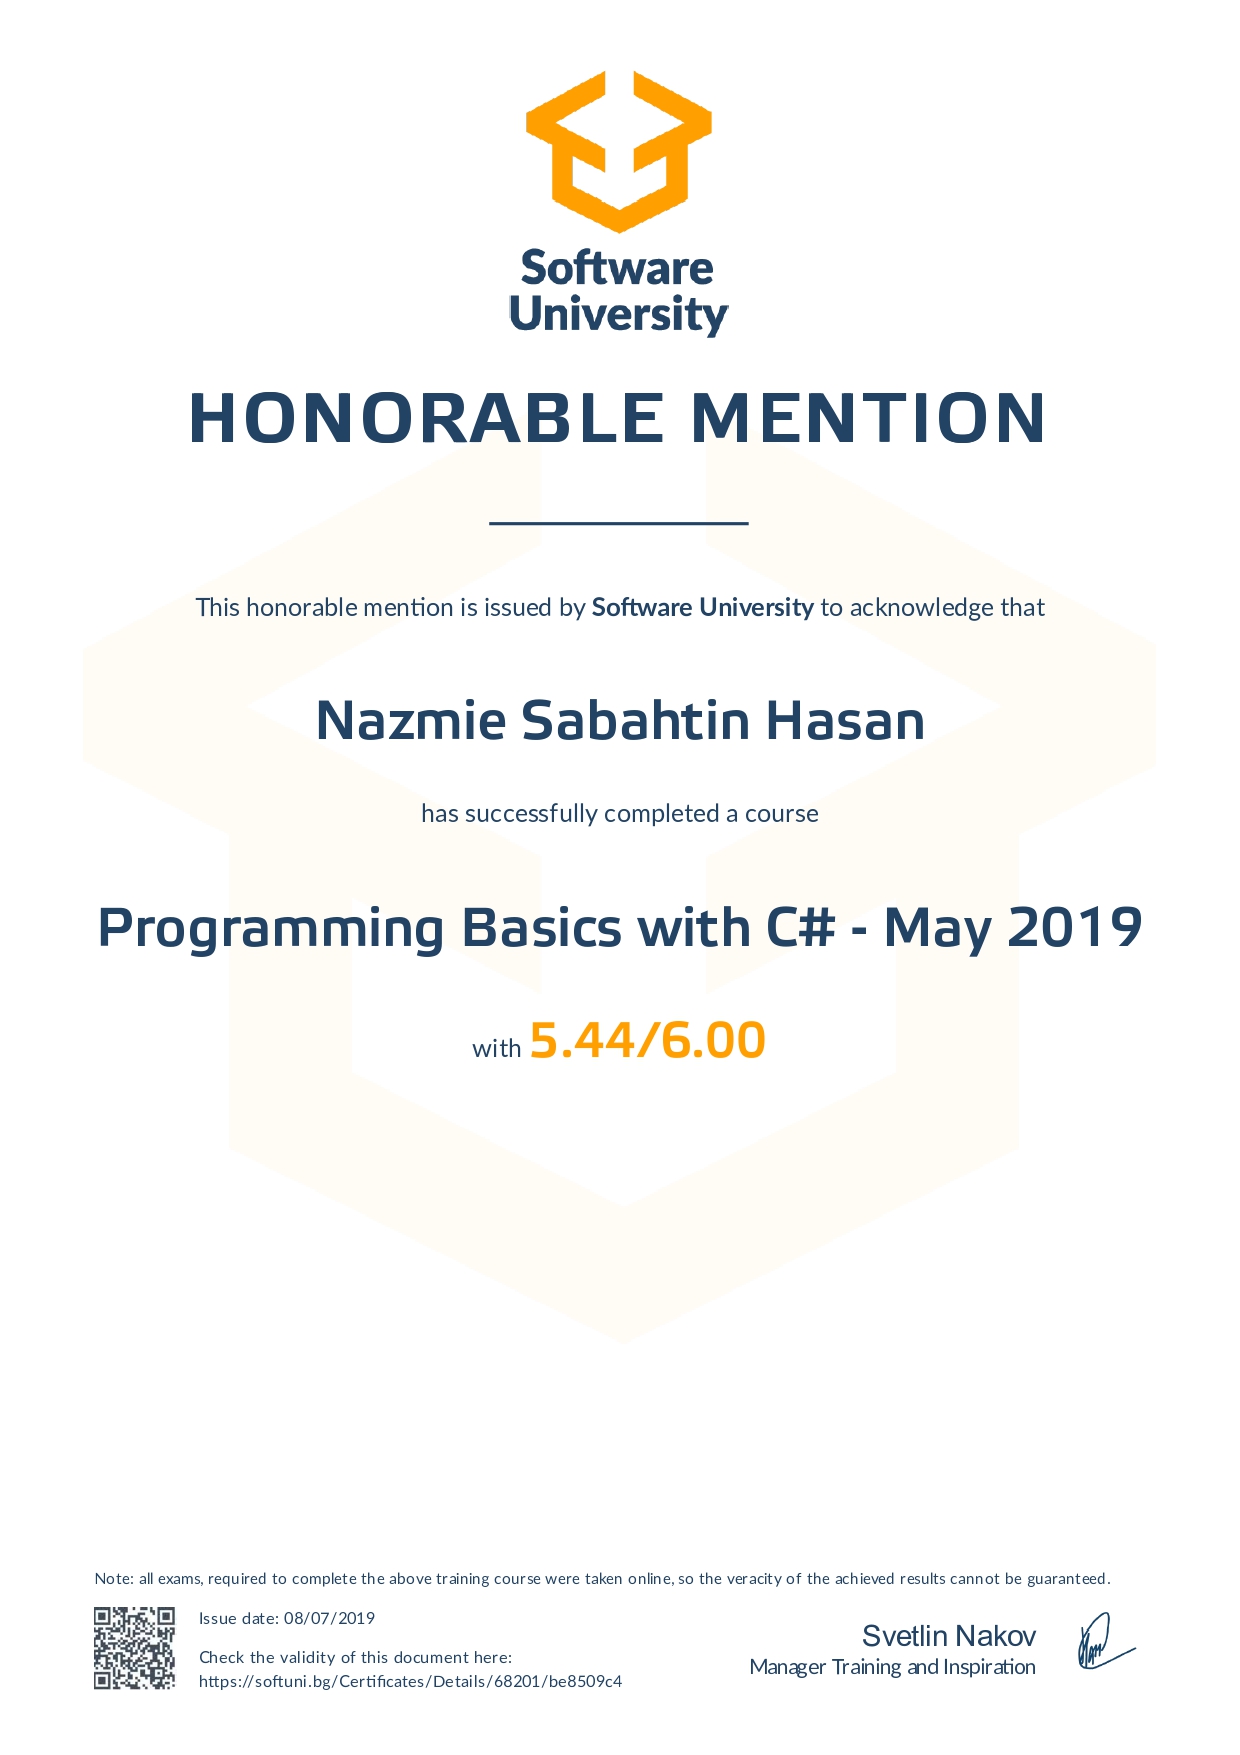 Software
University
HONORABLE MENTION
This honorable mention is issued by Software University to acknowledge that
Nazmie Sabahtin Hasan
has successfully completed a course
Programming Basics with C# - May 2019
with 5.44/6.00
Note: all exams, required to complete the above training course were taken online, so the veracity of the achieved results cannot be guaranteed.
Issue date: 08/07/2019
Check the validity of this document here:
https://softuni.bg/Certificates/Details/68201/be8509c4
Svetlin Nakov
Manager Training and Inspiration